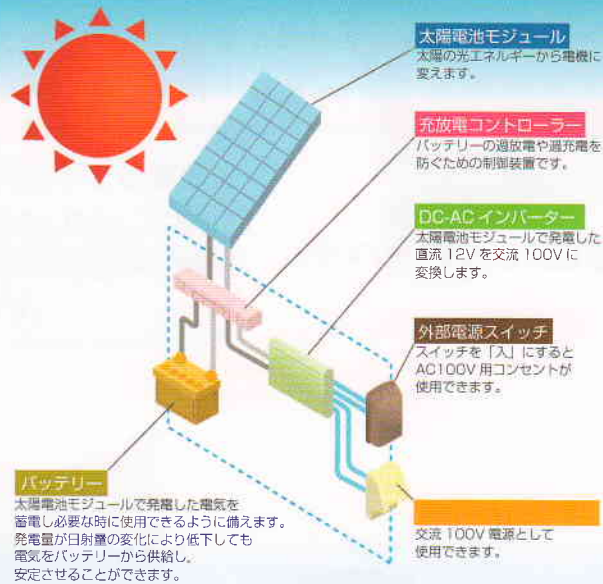 太陽電池モジュール
太陽の光エネルギーから電機に
変えます。
充放電コントローラー
バッテリーの過放電や過充電を
防ぐための制御装置です。
DC-AC インバーター
太陽電池モジュールで発電した
直流 12V を交流 100V に
変換します。
外部電源スイッチ
スイッチを「入」にすると
AC100V 用コンセントが
使用できます。
バッテリー
太陽電池モジュールで発電した電気を
蓄電し必要な時に使用できるように備えます。
発電量が日射量の変化により低下しても
電気をバッテリーから供給し、
安定させることができます。
交流 100V 電源として
使用できます。